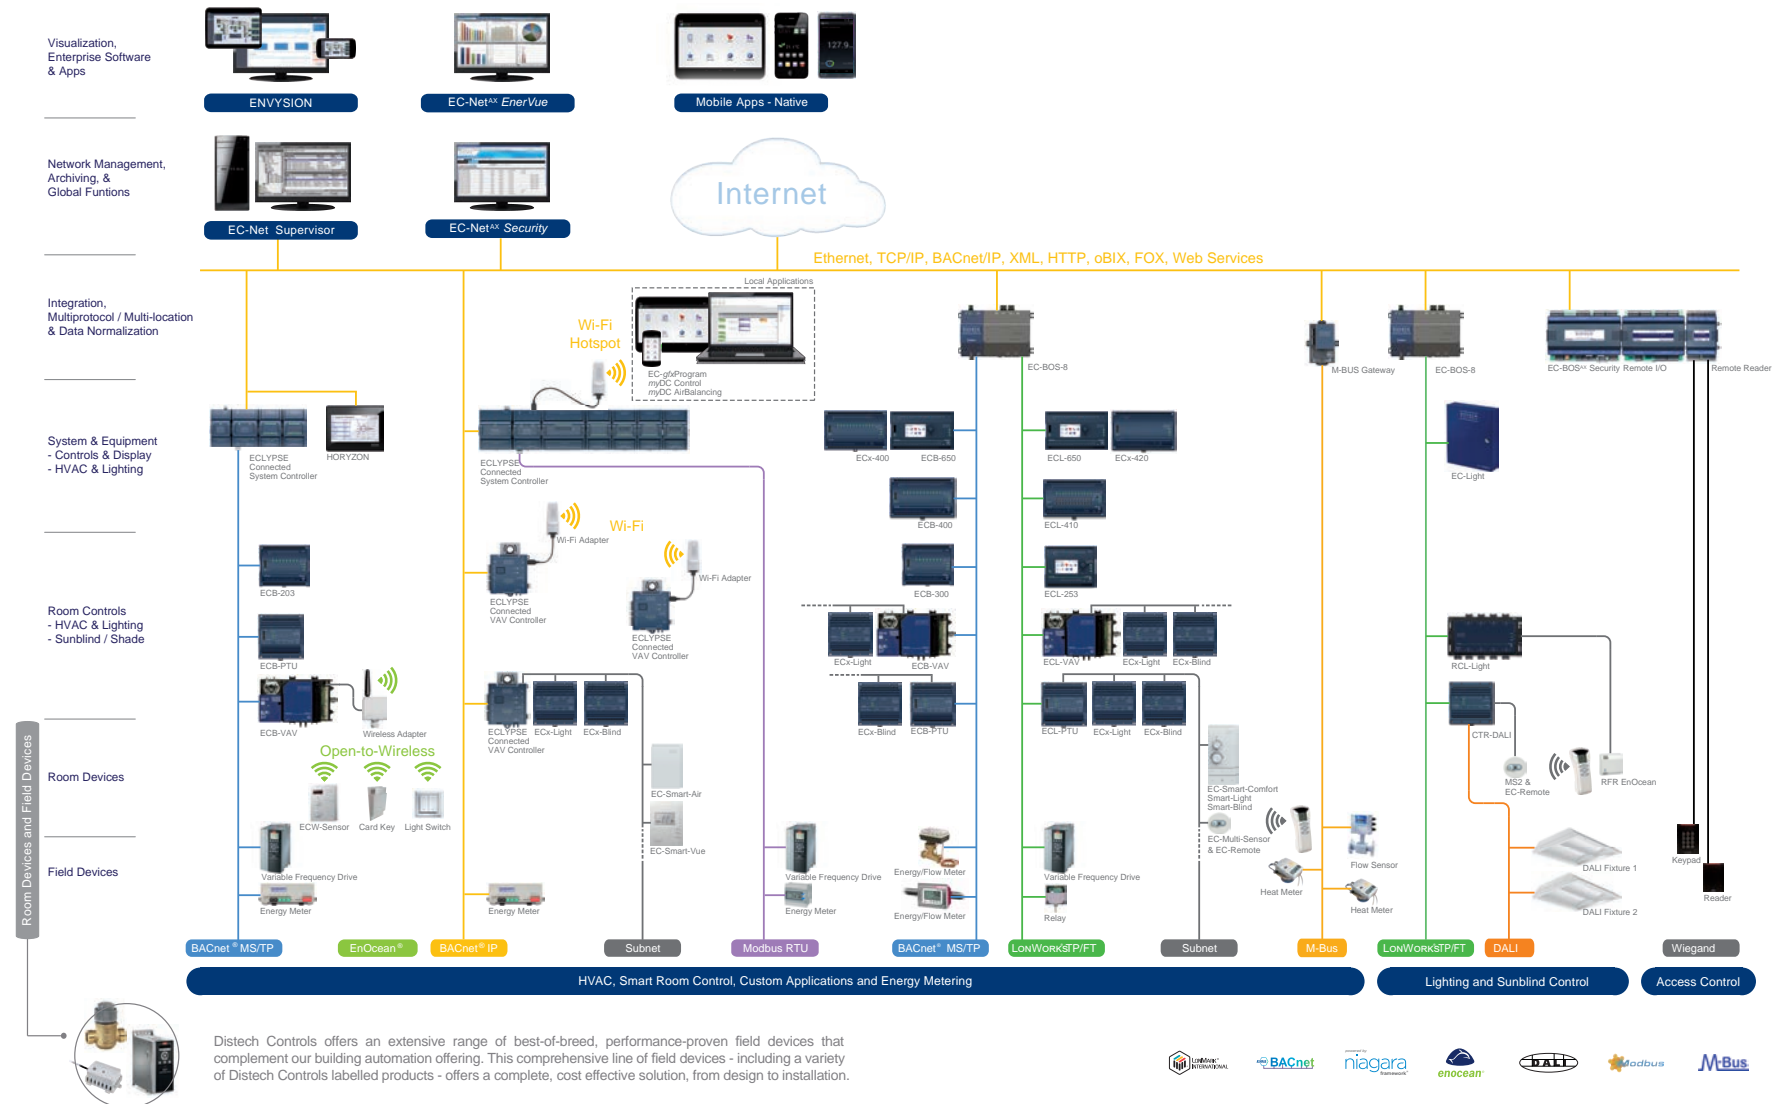 Visualization,
Enterprise Software
& Apps
ENVYSION
EC-Netᴬˣ EnerVue
Mobile Apps - Native
127.9
Network Management,
Archiving, &
Global Funtions
EC-Net Supervisor
EC-Netᴬˣ Security
Internet
Ethernet, TCP/IP, BACnet/IP, XML, HTTP, oBIX, FOX, Web Services
Integration,
Multiprotocol / Multi-location
& Data Normalization
Local Applications
Wi-Fi
Hotspot
EC-gfxProgram
myDC Control
myDC AirBalancing
EC-BOS-8
M-BUS Gateway
EC-BOS-8
EC-BOSᴬˣ Security
Remote I/O
Remote Reader
System & Equipment
- Controls & Display
- HVAC & Lighting
ECLYPSE
Connected
System Controller
HORYZON
ECLYPSE
Connected
System Controller
ECx-400
ECB-650
ECL-650
ECx-420
EC-Light
ECB-400
ECL-410
Wi-Fi
Wi-Fi Adapter
Wi-Fi Adapter
Room Controls
- HVAC & Lighting
- Sunblind / Shade
ECB-203
ECLYPSE
Connected
VAV Controller
ECLYPSE
Connected
VAV Controller
ECB-300
ECL-253
ECB-PTU
ECx-Light
ECB-VAV
ECL-VAV
ECx-Light
ECx-Blind
RCL-Light
ECB-VAV
Wireless Adapter
ECLYPSE
Connected
VAV Controller
ECx-Light
ECx-Blind
ECx-Blind
ECB-PTU
ECL-PTU
ECx-Light
ECx-Blind
CTR-DALI
Room Devices and Field Devices
Room Devices
Open-to-Wireless
ECW-Sensor
Card Key
Light Switch
EC-Smart-Air
EC-Smart-Vue
EC-Smart-Comfort
Smart-Light
Smart-Blind
EC-Multi-Sensor
& EC-Remote
MS2 &
EC-Remote
RFR EnOcean
Field Devices
Variable Frequency Drive
Energy Meter
Energy Meter
Variable Frequency Drive
Energy Meter
Energy/Flow Meter
Energy/Flow Meter
Variable Frequency Drive
Relay
Heat Meter
Flow Sensor
Heat Meter
DALI Fixture 1
DALI Fixture 2
Keypad
Reader
BACnet® MS/TP
EnOcean®
BACnet® IP
Subnet
Modbus RTU
BACnet® MS/TP
LONWORKS TP/FT
Subnet
M-Bus
LONWORKS TP/FT
DALI
Wiegand
HVAC, Smart Room Control, Custom Applications and Energy Metering
Lighting and Sunblind Control
Access Control
Distech Controls offers an extensive range of best-of-breed, performance-proven field devices that
complement our building automation offering. This comprehensive line of field devices - including a variety
of Distech Controls labelled products - offers a complete, cost effective solution, from design to installation.
LONMARK®
INTERNATIONAL
BACnet
powered by
niagara
framework®
enocean®
DALI
Modbus
M-Bus